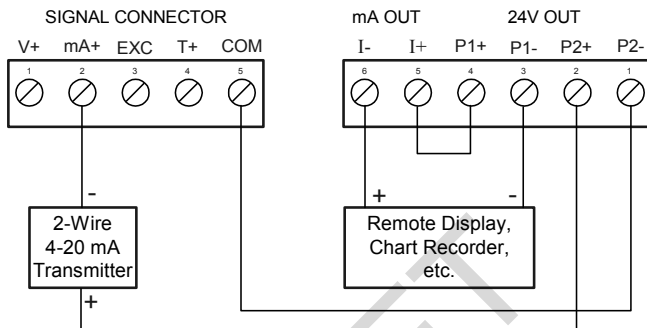 SIGNAL CONNECTOR
mA OUT 24V OUT
V+ mA+ EXC T+ COM
I- I+ P1+ P1- P2+ P2-
1 2 3 4 5
6 5 4 3 2 1
-
+ -
2-Wire
4-20 mA
Transmitter
Remote Display,
Chart Recorder,
etc.
+